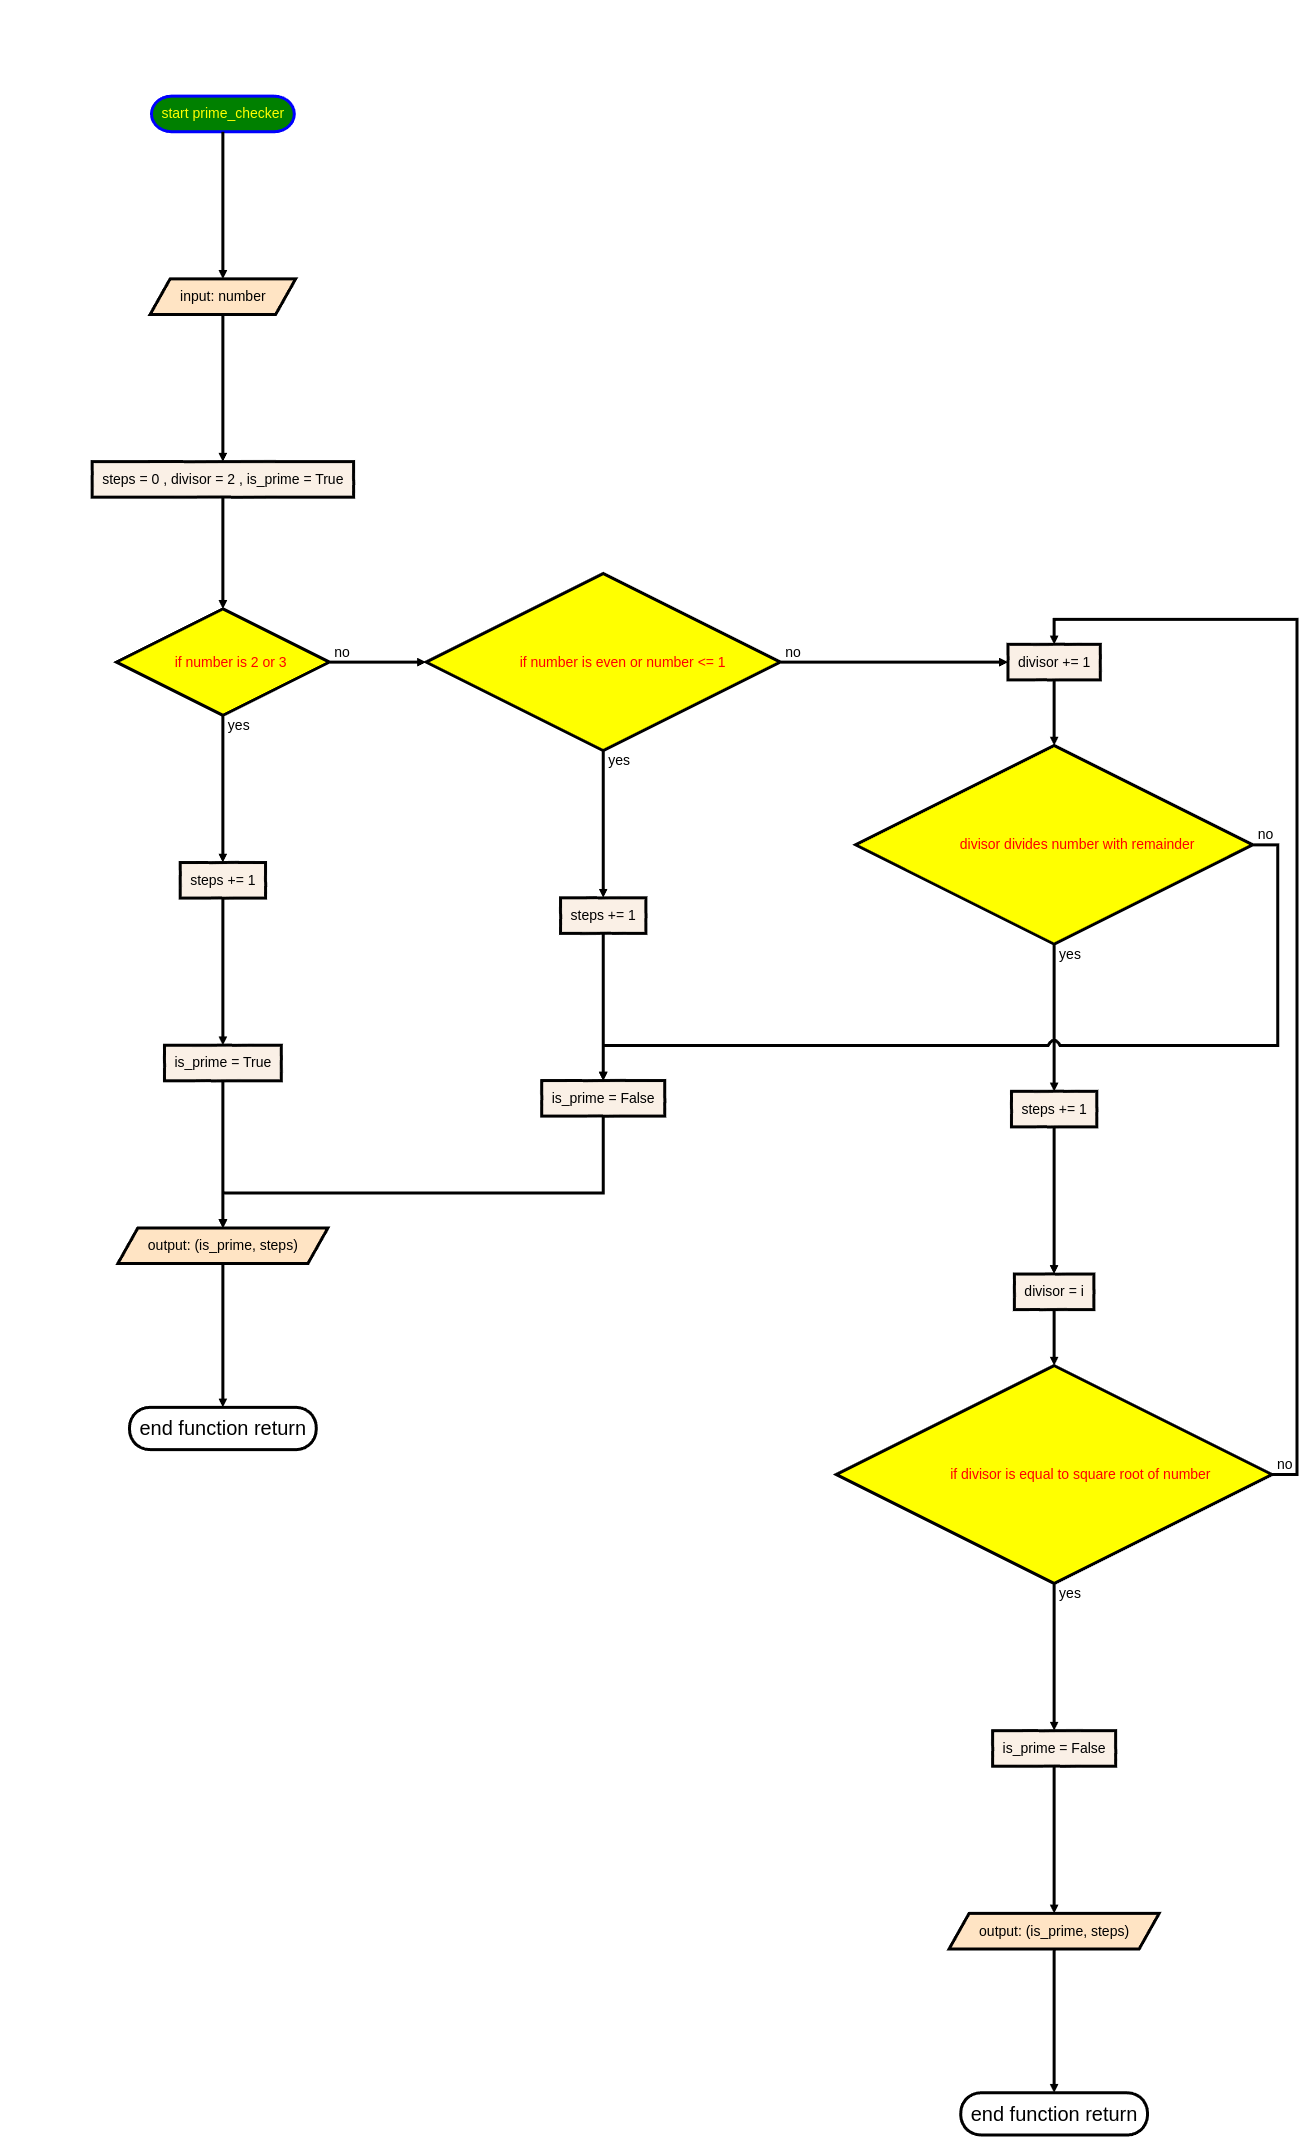 start prime_checker
input: number
steps = 0 , divisor = 2 , is_prime = True
if number is 2 or 3
no
yes
steps += 1
is_prime = True
output: (is_prime, steps)
end function return
if number is even or number <= 1
no
yes
steps += 1
is_prime = False
divisor += 1
divisor divides number with remainder
no
yes
steps += 1
divisor = i
if divisor is equal to square root of number
no
yes
is_prime = False
output: (is_prime, steps)
end function return